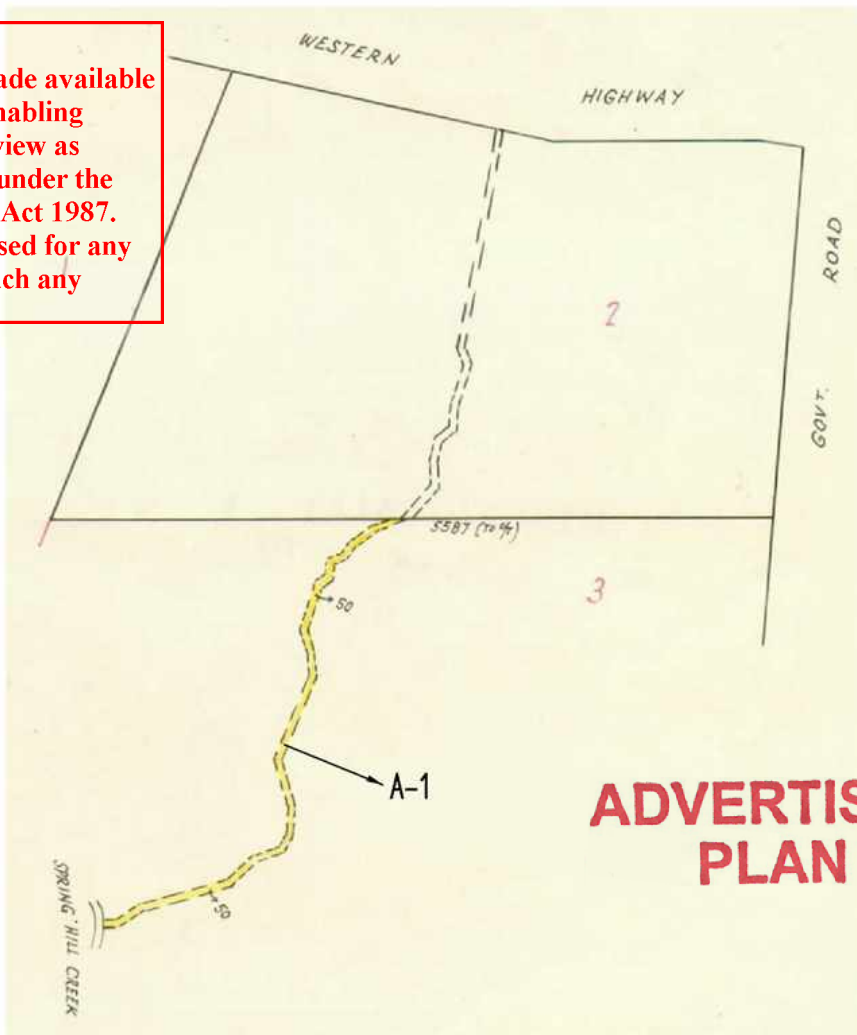 ade available
nabling
view as
under the
Act 1987.
sed for any
ch any
WESTERN
HIGHWAY
ROAD
GOVT.
2
1
5587
3
50
A-1
50
SPRING HILL CREEK
ADVERTIS
PLAN